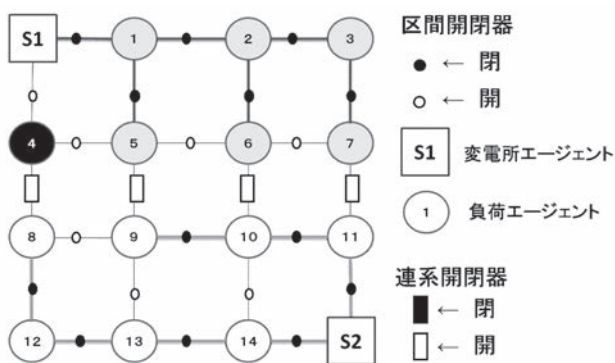 S1 1 2 3
4 5 6 7
8 9 10 11
12 13 14 S2
区間開閉器
← 閉
← 開
S1 変電所エージェント
1 負荷エージェント
連系開閉器
← 閉
← 開